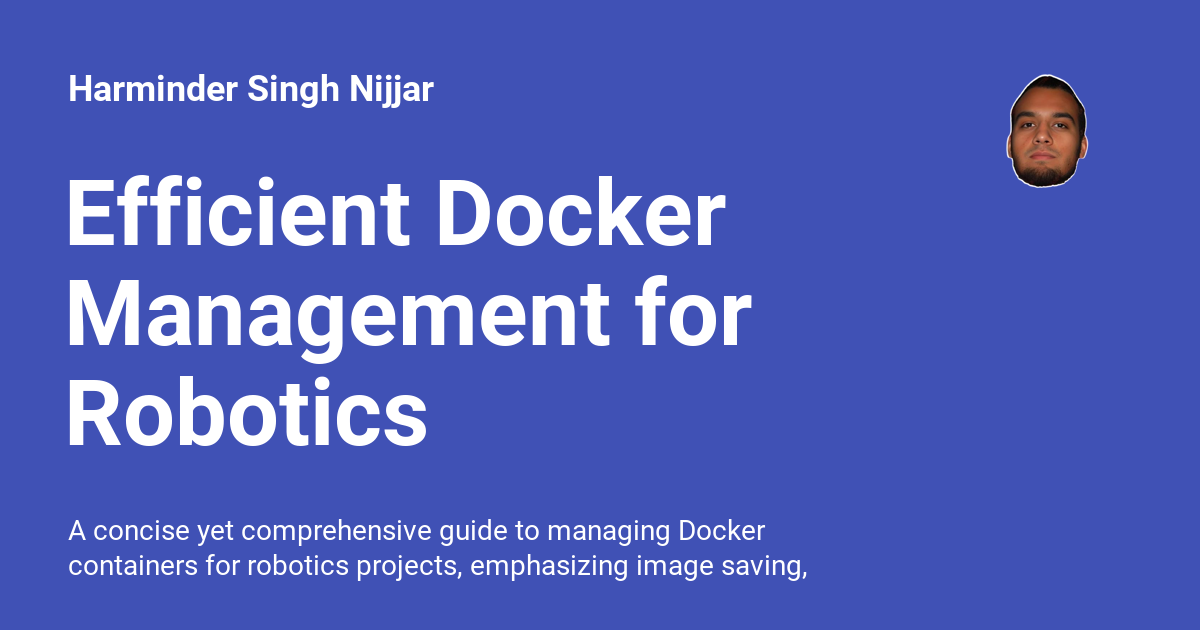 Harminder Singh Nijjar
Efficient Docker
Management for
Robotics
A concise yet comprehensive guide to managing Docker
containers for robotics projects, emphasizing image saving,